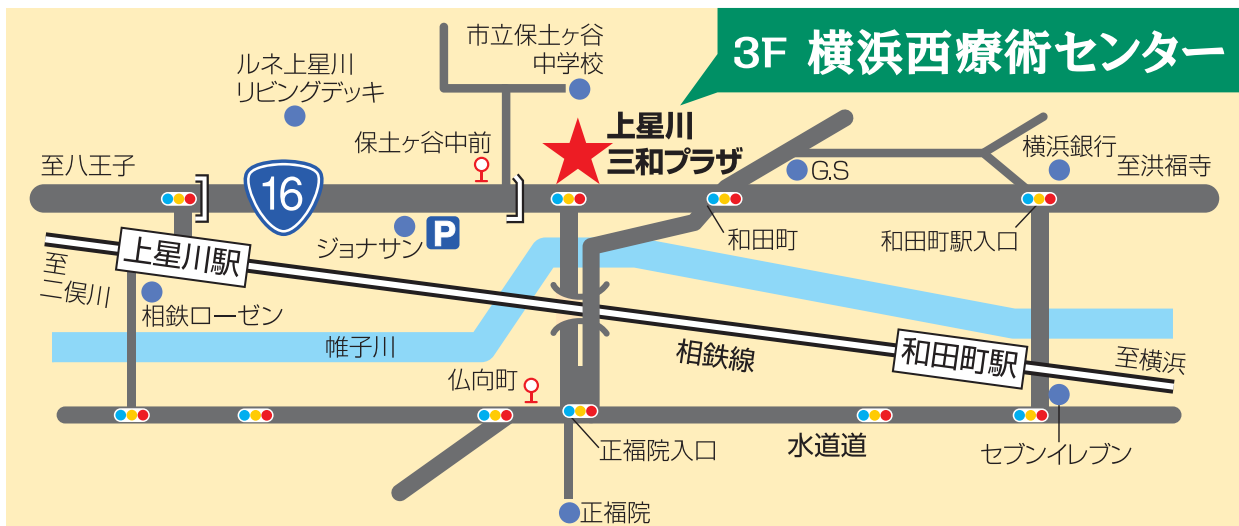 3F 横浜西療術センター
市立保土ヶ谷
中学校
ルネ上星川
リビングデッキ
保土ヶ谷中前
上星川
三和プラザ
至八王子
16
G.S
横浜銀行
至洪福寺
ジョナサン
P
和田町
和田町駅入口
上星川駅
至
二俣川
相鉄ローゼン
帷子川
相鉄線
和田町駅
至横浜
仏向町
正福院入口
水道道
セブンイレブン
正福院